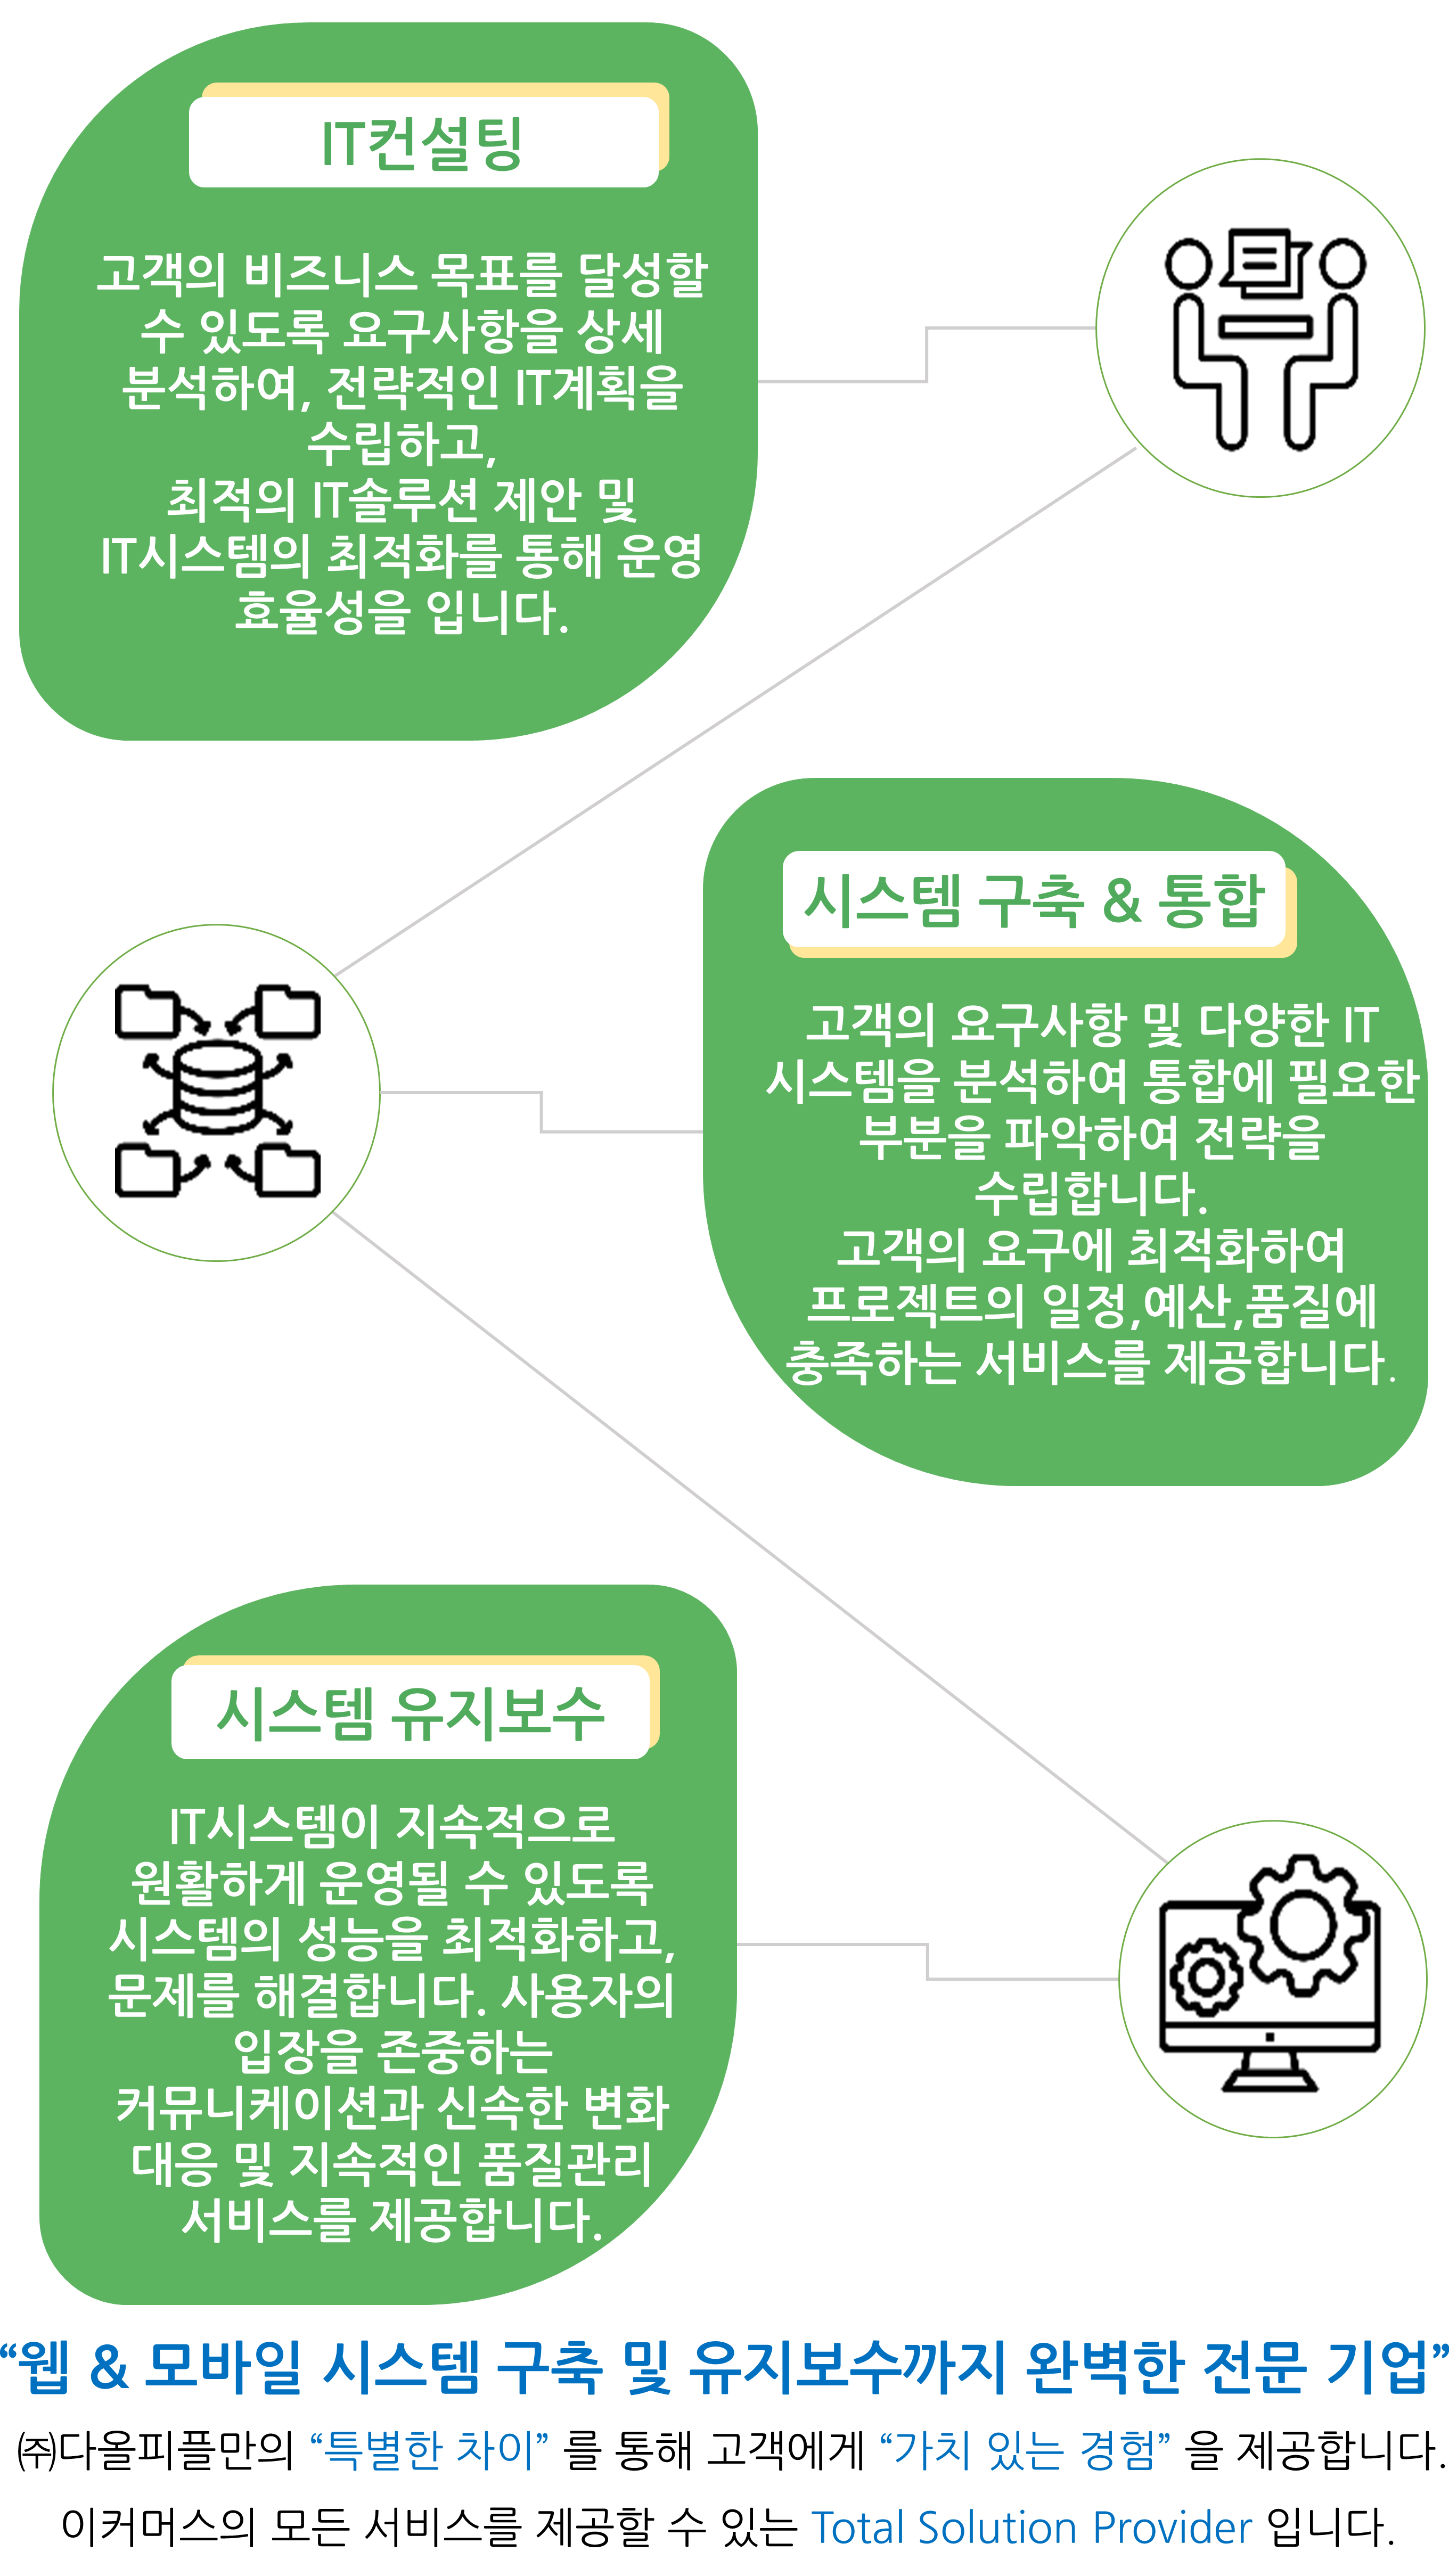 IT컨설팅
고객의 비즈니스 목표를 달성할
수 있도록 요구사항을 상세
분석하여, 전략적인 IT계획을
수립하고,
최적의 IT솔루션 제안 및
IT시스템의 최적화를 통해 운영
효율성을 입니다.
시스템 구축 & 통합
고객의 요구사항 및 다양한 IT
시스템을 분석하여 통합에 필요한
부분을 파악하여 전략을
수립합니다.
고객의 요구에 최적화하여
프로젝트의 일정,예산,품질에
충족하는 서비스를 제공합니다.
시스템 유지보수
IT시스템이 지속적으로
원활하게 운영될 수 있도록
시스템의 성능을 최적화하고,
문제를 해결합니다. 사용자의
입장을 존중하는
커뮤니케이션과 신속한 변화
대응 및 지속적인 품질관리
서비스를 제공합니다.
“웹 & 모바일 시스템 구축 및 유지보수까지 완벽한 전문 기업”
㈜다올피플만의 “특별한 차이” 를 통해 고객에게 “가치 있는 경험” 을 제공합니다.
이커머스의 모든 서비스를 제공할 수 있는 Total Solution Provider 입니다.